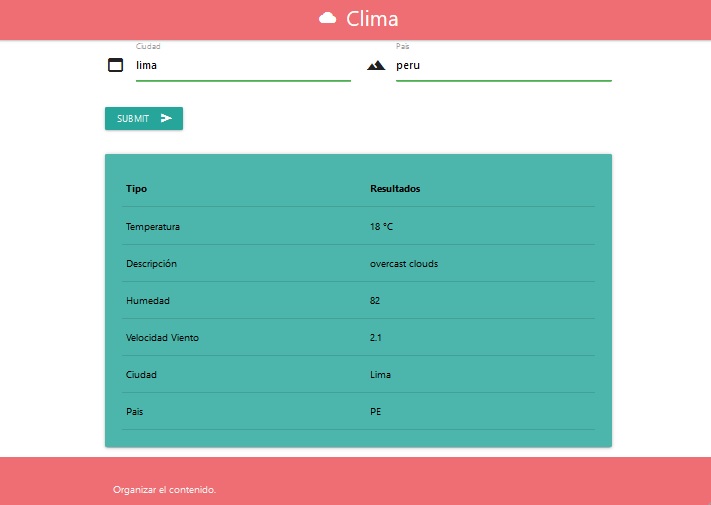 Clima
Ciudad Pais
lima peru
SUBMIT
Tipo Resultados
Temperatura 18 °C
Descripción overcast clouds
Humedad 82
Velocidad Viento 2.1
Ciudad Lima
Pais PE
Organizar el contenido.